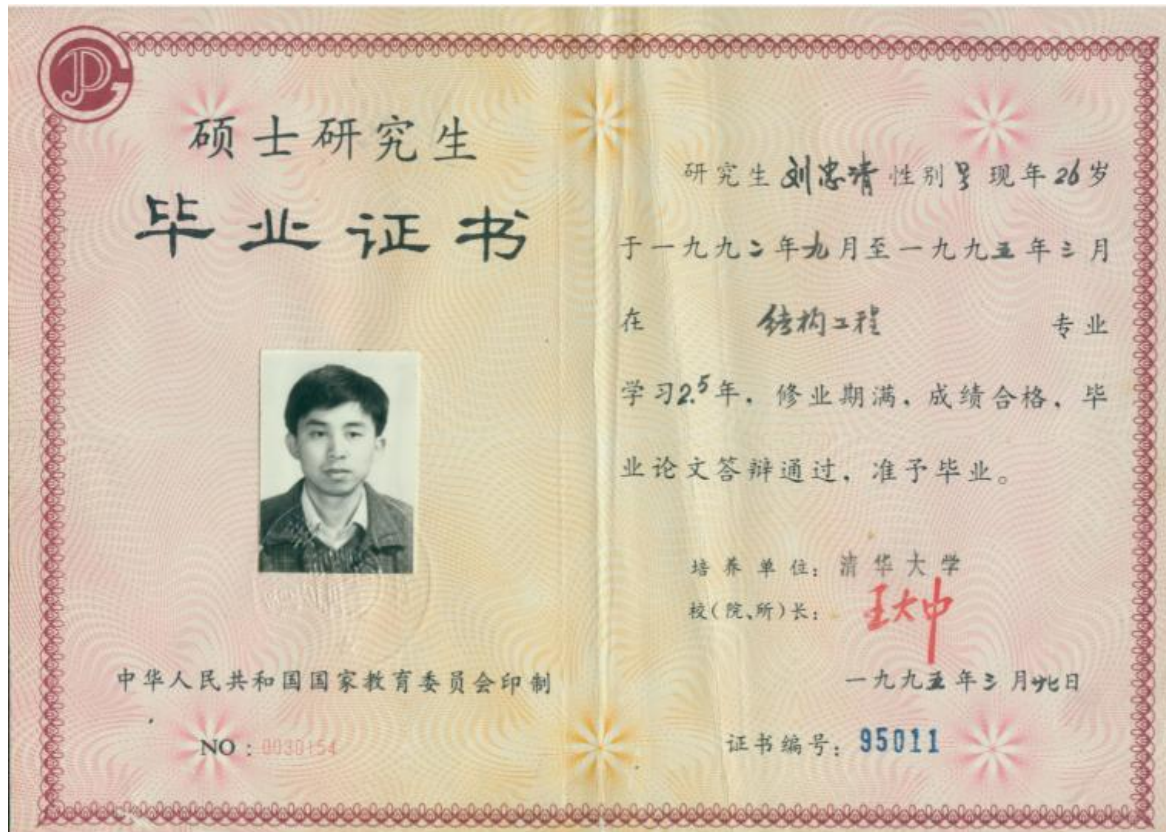 硕士研究生
毕业证书
中华人民共和国国家教育委员会印制
NO：0030154
研究生刘忠清性别男现年26岁
于一九九二年九月至一九九五年三月
在 结构工程 专业
学习2.5年，修业期满、成绩合格，毕
业论文答辩通过，准予毕业。
培养单位：清华大学
校(院、所)长：王大中
一九九五年三月 日
证书编号：95011